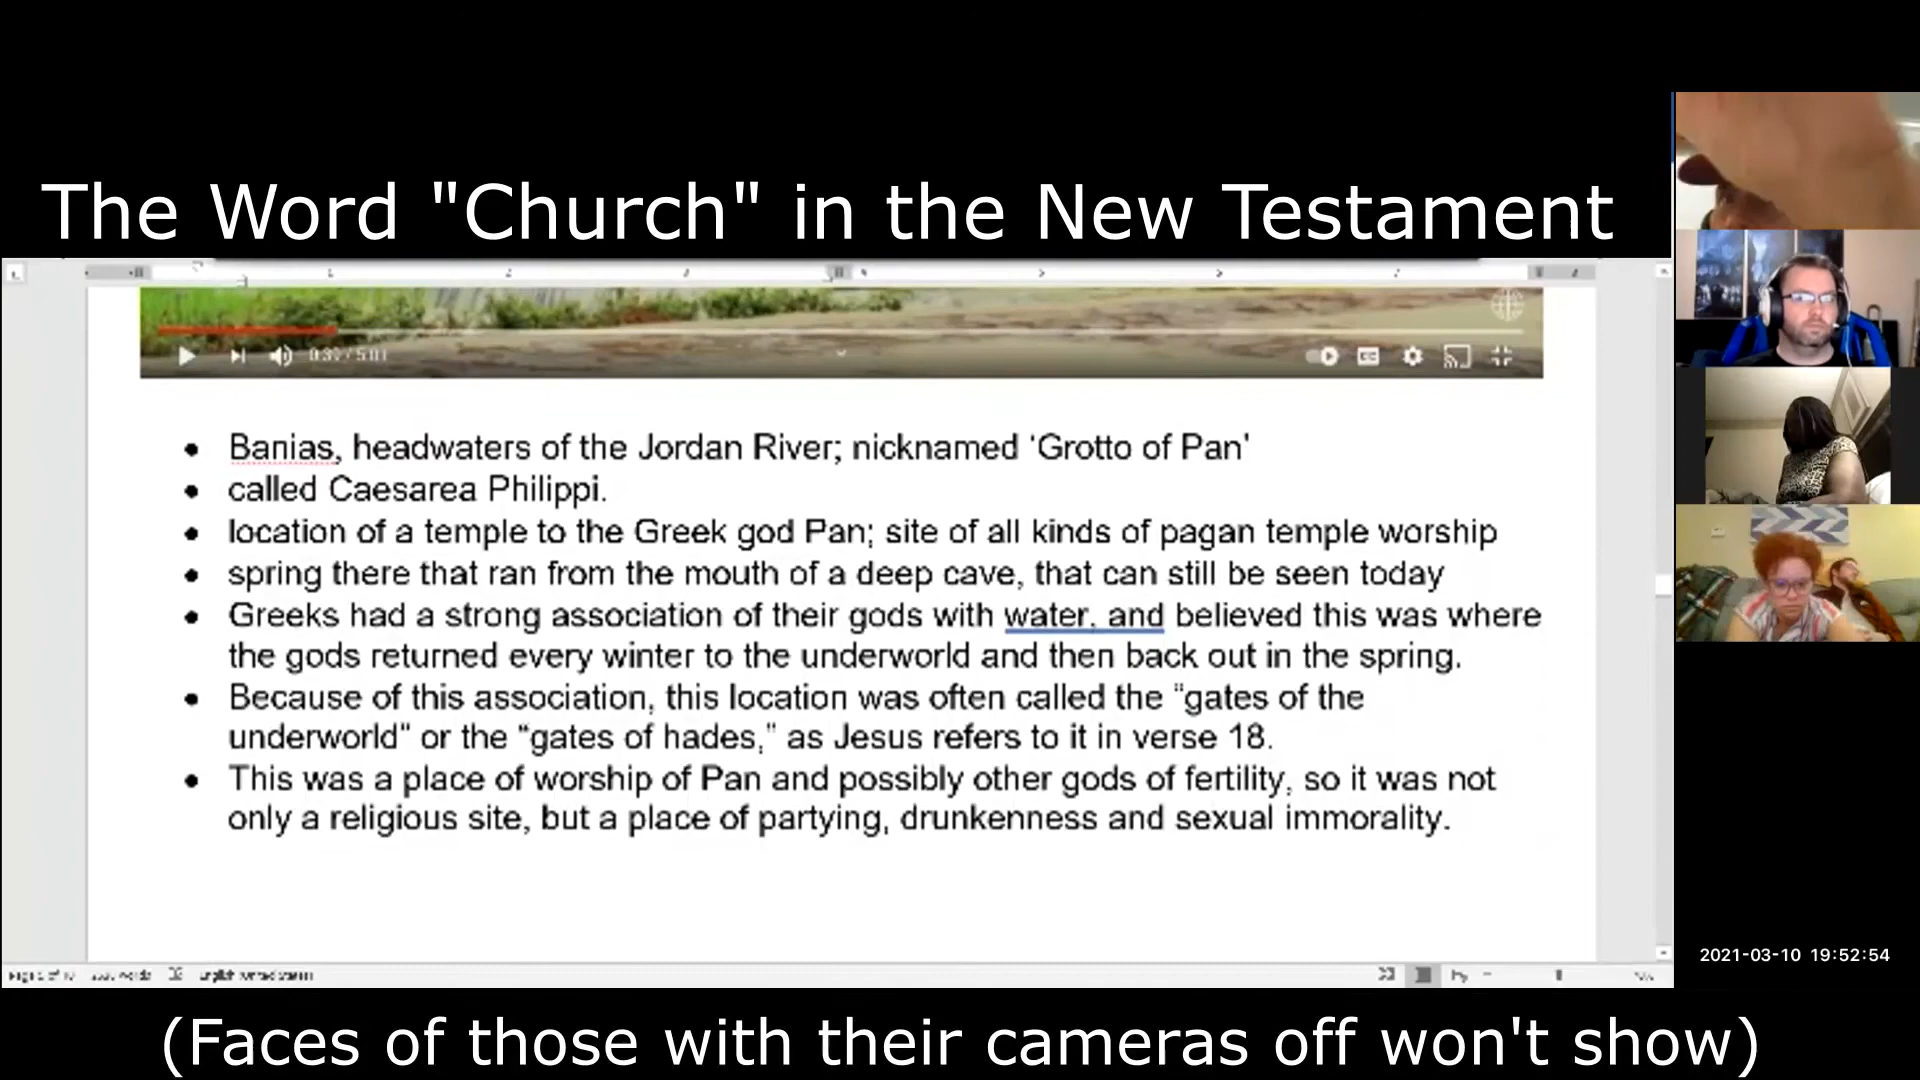 The Word "Church" in the New Testament
Banias, headwaters of the Jordan River; nicknamed ‘Grotto of Pan’
called Caesarea Philippi.
location of a temple to the Greek god Pan; site of all kinds of pagan temple worship
spring there that ran from the mouth of a deep cave, that can still be seen today
Greeks had a strong association of their gods with water, and believed this was where
the gods returned every winter to the underworld and then back out in the spring.
Because of this association, this location was often called the “gates of the
underworld” or the “gates of hades,” as Jesus refers to it in verse 18.
This was a place of worship of Pan and possibly other gods of fertility, so it was not
only a religious site, but a place of partying, drunkenness and sexual immorality.
2021-03-10 19:52:54
words English (United States)
(Faces of those with their cameras off won't show)